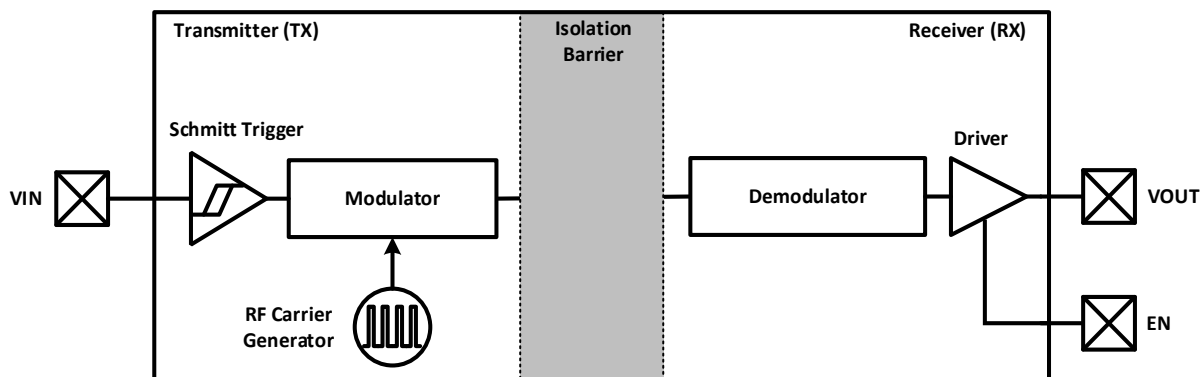 Transmitter (TX)
Isolation
Barrier
Receiver (RX)
Schmitt Trigger
Driver
VIN
Modulator
Demodulator
VOUT
RF Carrier
Generator
EN